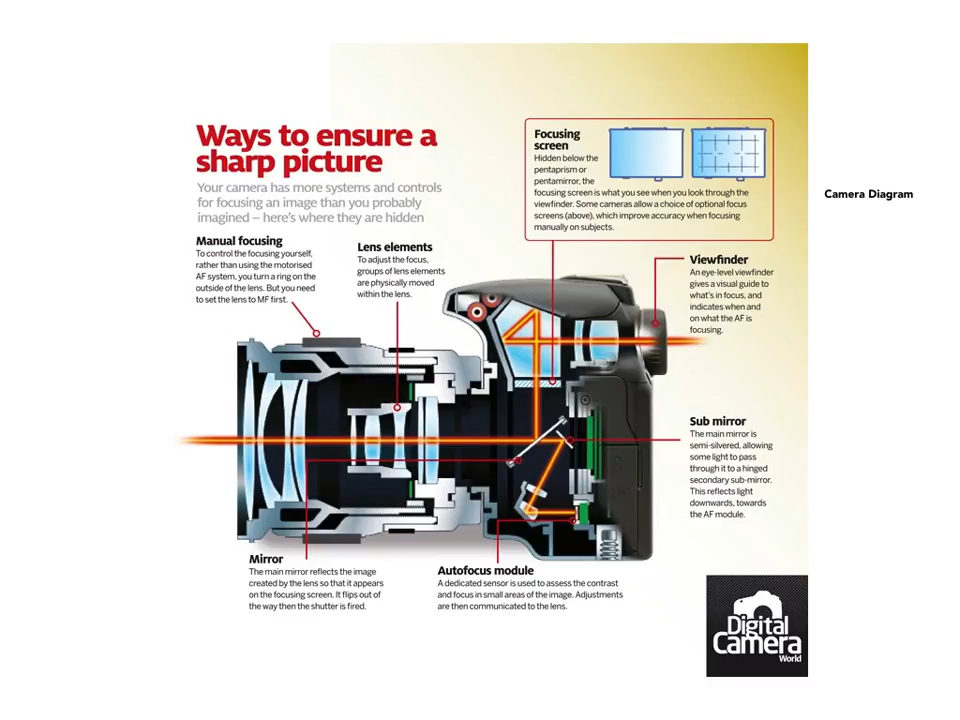 Ways to ensure a
sharp picture
Your camera has more systems and controls
for focusing an image than you probably
imagined – here's where they are hidden
Focusing
screen
Hidden below the
pentaprism or
pentamirror, the
focusing screen is what you see when you look through the
viewfinder. Some cameras allow a choice of optional focus
screens (above), which improve accuracy when focusing
manually on subjects.
Camera Diagram
Manual focusing
To control the focusing yourself,
rather than using the motorised
AF system, you turn a ring on the
outside of the lens. But you need
to set the lens to MF first.
Lens elements
To adjust the focus,
groups of lens elements
are physically moved
within the lens.
Viewfinder
An eye-level viewfinder
gives a visual guide to
what's in focus, and
indicates when and
on what the AF is
focusing.
Sub mirror
The main mirror is
semi-silvered, allowing
some light to pass
through it to a hinged
secondary sub-mirror.
This reflects light
downwards, towards
the AF module.
Mirror
The main mirror reflects the image
created by the lens so that it appears
on the focusing screen. It flips out of
the way then the shutter is fired.
Autofocus module
A dedicated sensor is used to assess the contrast
and focus in small areas of the image. Adjustments
are then communicated to the lens.
Digital
Camera
World